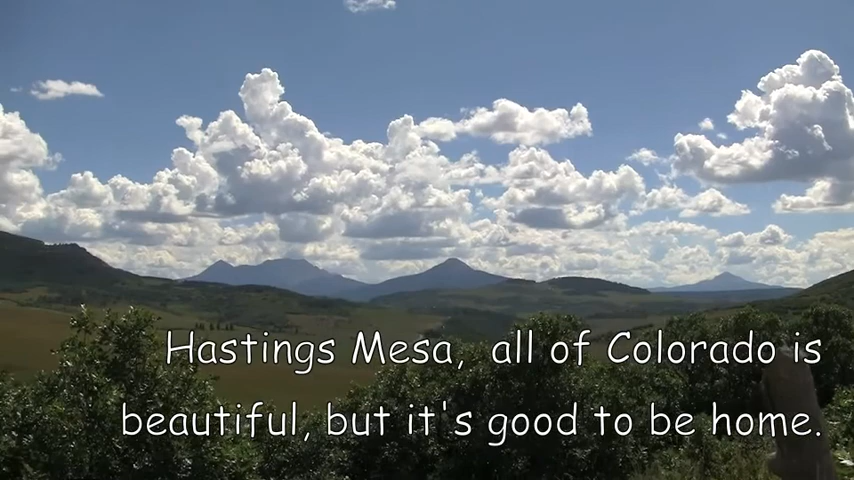 Hastings Mesa, all of Colorado is
beautiful, but it's good to be home.